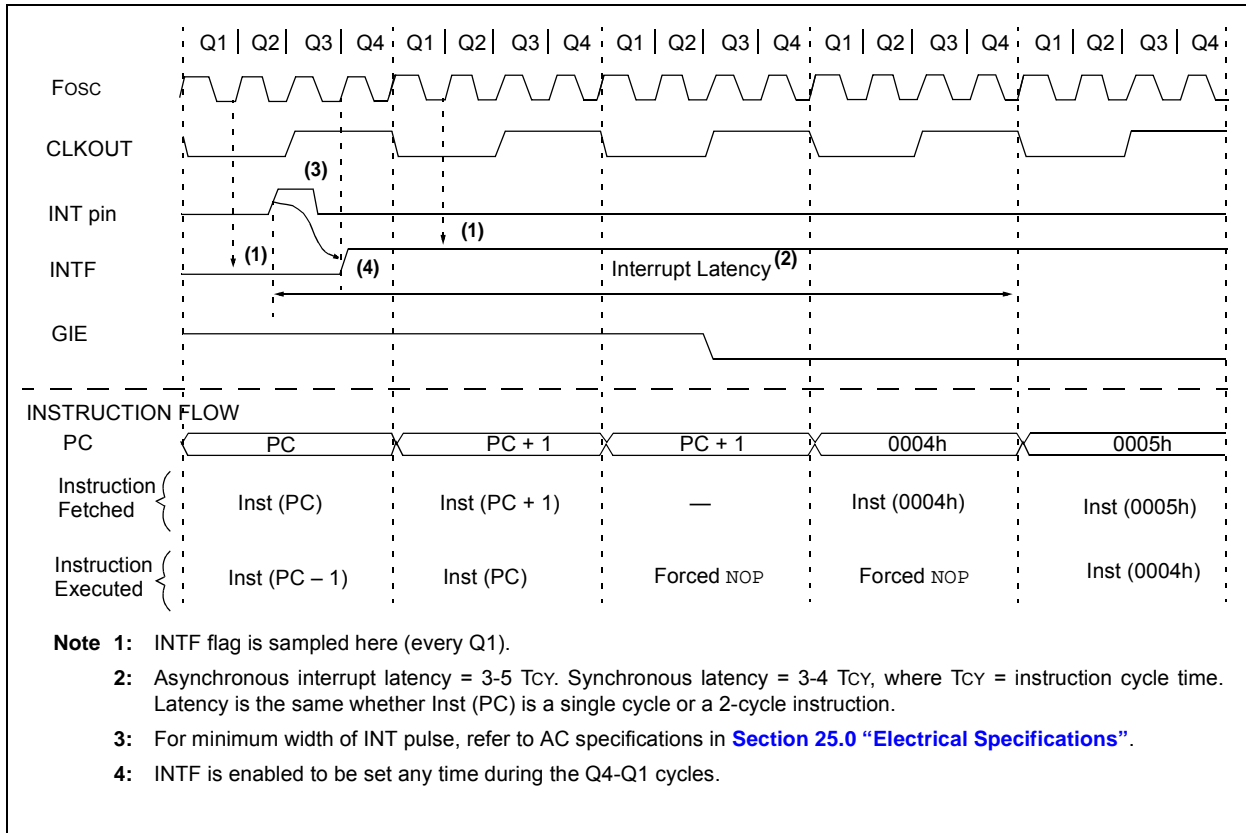 Q1 Q2 Q3 Q4 Q1 Q2 Q3 Q4 Q1 Q2 Q3 Q4 Q1 Q2 Q3 Q4 Q1 Q2 Q3 Q4
FOSC
CLKOUT
(3)
INT pin
(1)
(1)
INTF
(4)
Interrupt Latency (2)
GIE
INSTRUCTION FLOW
PC PC PC + 1 PC + 1 0004h 0005h
Instruction
Fetched
Inst (PC) Inst (PC + 1) — Inst (0004h) Inst (0005h)
Instruction
Executed
Inst (PC – 1) Inst (PC) Forced NOP Forced NOP Inst (0004h)
Note 1: INTF flag is sampled here (every Q1).
2: Asynchronous interrupt latency = 3-5 TCY. Synchronous latency = 3-4 TCY, where TCY = instruction cycle time.
Latency is the same whether Inst (PC) is a single cycle or a 2-cycle instruction.
3: For minimum width of INT pulse, refer to AC specifications in Section 25.0 “Electrical Specifications”.
4: INTF is enabled to be set any time during the Q4-Q1 cycles.